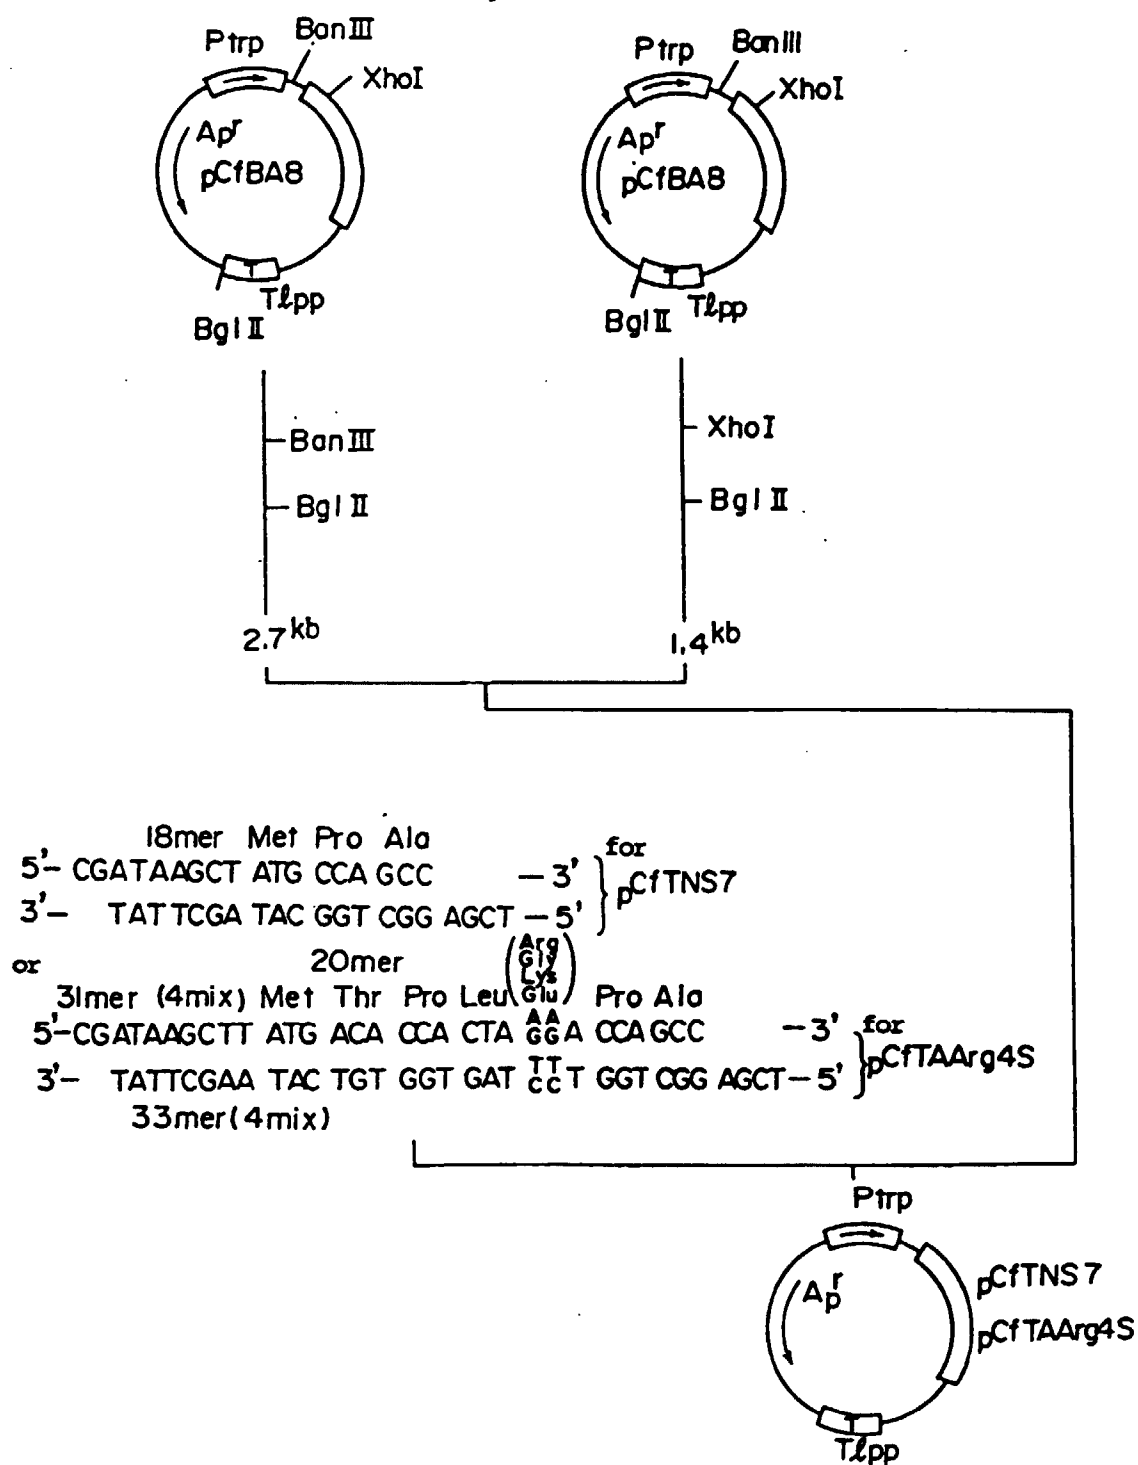 Ptrp
BanIII
XhoI
Apʳ
pCfBA8
Tlpp
BglII
Ptrp
BanIII
XhoI
Apʳ
pCfBA8
Tlpp
BglII
BanIII
BglII
2.7kb
XhoI
BglII
1.4kb
18mer Met Pro Ala
5'- CGATAAGCT ATG CCA GCC -3'
3'- TATTCGA TAC GGT CGG AGCT -5'
for
pCfTNS7
or
20mer
Arg
Gly
Lys
Glu
31mer (4mix) Met Thr Pro Leu Pro Ala
A A
5'-CGATAAGCTT ATG ACA CCA CTA GGA CCA GCC -3'
T T
3'- TATTCGAA TAC TGT GGT GAT CCT GGT CGG AGCT-5'
for
pCfTAArg4S
33mer(4mix)
Ptrp
Apʳ
pCfTNS7
pCfTAArg4S
Tlpp